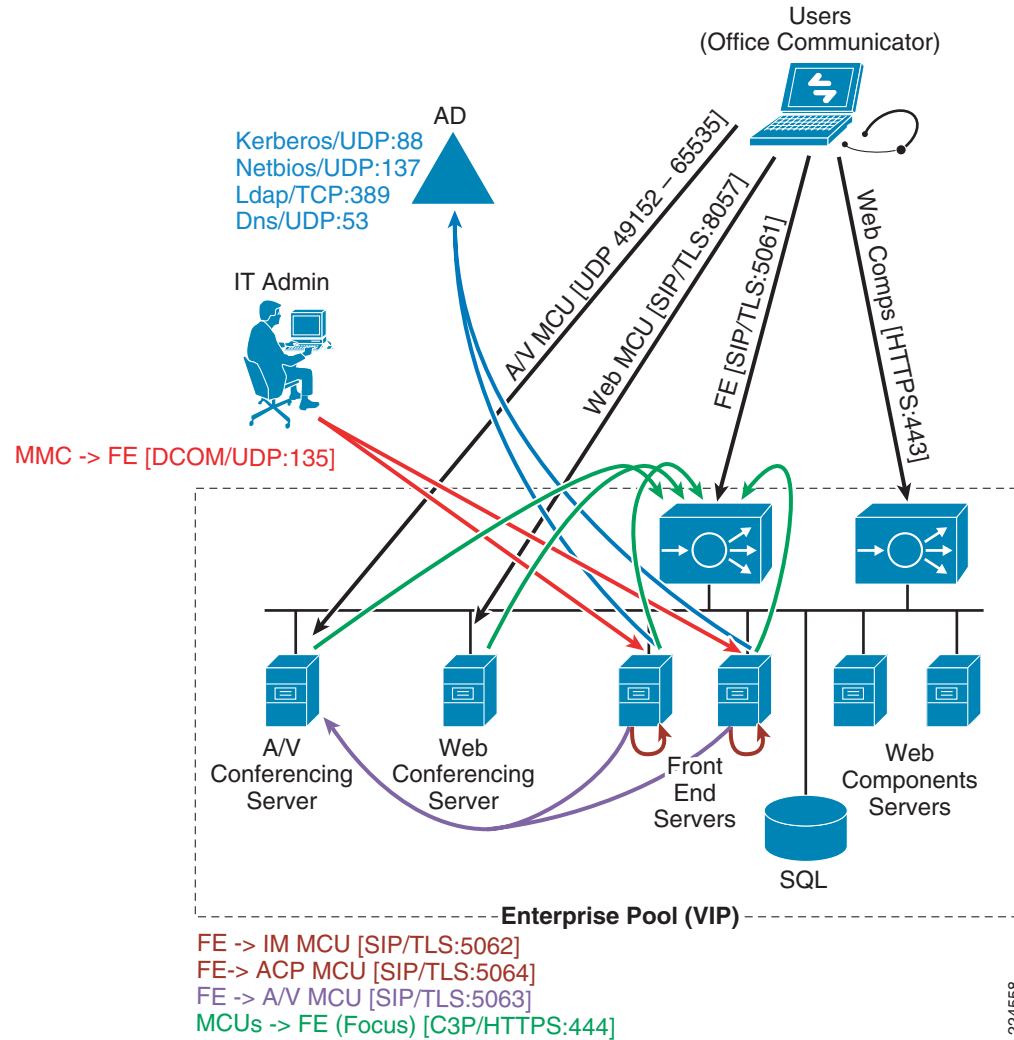 Users
(Office Communicator)
AD
Kerberos/UDP:88
Netbios/UDP:137
Ldap/TCP:389
Dns/UDP:53
IT Admin
A/V MCU [UDP 49152 – 65535]
Web MCU [SIP/TLS:8057]
FE [SIP/TLS:5061]
Web Comps [HTTPS:443]
MMC -> FE [DCOM/UDP:135]
A/V
Conferencing
Server
Web
Conferencing
Server
Front
End
Servers
Web
Components
Servers
SQL
Enterprise Pool (VIP)
FE -> IM MCU [SIP/TLS:5062]
FE-> ACP MCU [SIP/TLS:5064]
FE -> A/V MCU [SIP/TLS:5063]
MCUs -> FE (Focus) [C3P/HTTPS:444]
224558